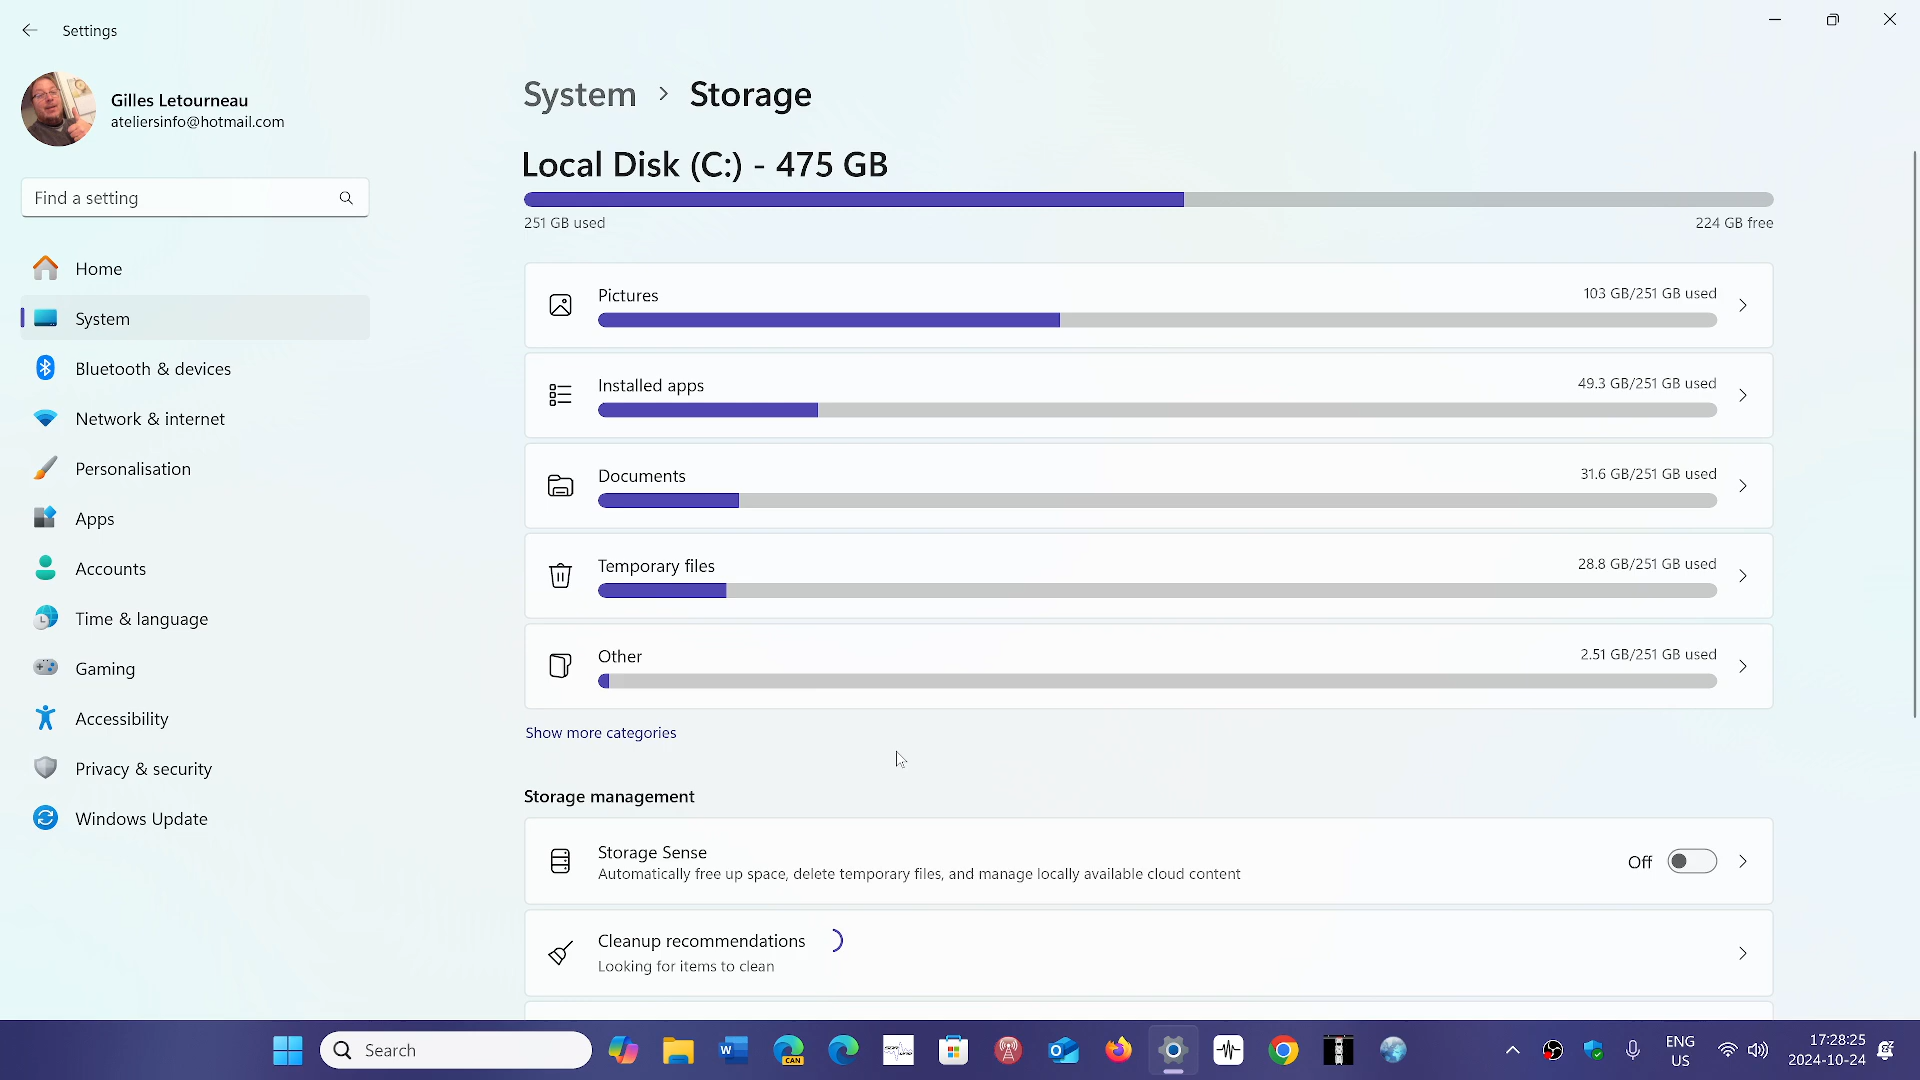 Settings
Gilles Letourneau
ateliersinfo@hotmail.com
Find a setting
Home
System
Bluetooth & devices
Network & internet
Personalisation
Apps
Accounts
Time & language
Gaming
Accessibility
Privacy & security
Windows Update
System > Storage
Local Disk (C:) - 475 GB
251 GB used
224 GB free
Pictures
103 GB/251 GB used
Installed apps
49.3 GB/251 GB used
Documents
31.6 GB/251 GB used
Temporary files
28.8 GB/251 GB used
Other
2.51 GB/251 GB used
Show more categories
Storage management
Storage Sense
Automatically free up space, delete temporary files, and manage locally available cloud content
Off
Cleanup recommendations
Looking for items to clean
Search
W
CAN
ENG
US
17:28:25
2024-10-24